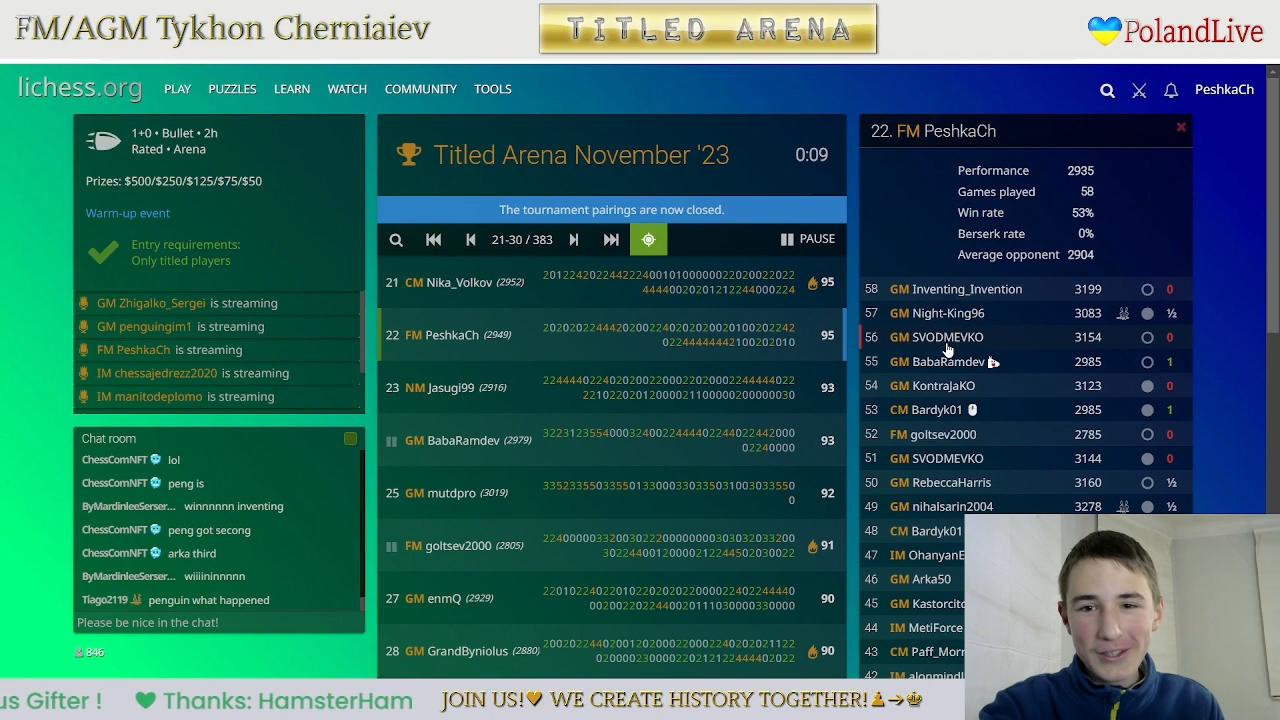 FM/AGM Tykhon Cherniaiev
TITLED ARENA
PolandLive
lichess.org
PLAY
PUZZLES
LEARN
WATCH
COMMUNITY
TOOLS
PeshkaCh
1+0 • Bullet • 2h
Rated • Arena
Prizes: $500/$250/$125/$75/$50
Warm-up event
Entry requirements:
Only titled players
GM Zhigalko_Sergei is streaming
GM penguingim1 is streaming
FM PeshkaCh is streaming
IM chessajedrezz2020 is streaming
IM manitodeplomo is streaming
Chat room
ChessComNFT lol
ChessComNFT peng is
ByMardinleeSerser... winnnnnn inventing
ChessComNFT peng got secong
ChessComNFT arka third
ByMardinleeSerser... wiiiininnnnn
Tiago2119 penguin what happened
Please be nice in the chat!
846
Titled Arena November '23
0:09
The tournament pairings are now closed.
21-30 / 383
PAUSE
21 CM Nika_Volkov (2952)
95
22 FM PeshkaCh (2949)
95
23 NM Jasugi99 (2916)
93
GM BabaRamdev (2979)
93
25 GM mutdpro (3019)
92
FM goltsev2000 (2805)
91
27 GM enmQ (2929)
90
28 GM GrandByniolus (2880)
90
22. FM PeshkaCh
Performance 2935
Games played 58
Win rate 53%
Berserk rate 0%
Average opponent 2904
58 GM Inventing_Invention 3199 0
57 GM Night-King96 3083 ½
56 GM SVODMEVKO 3154 0
55 GM BabaRamdev 2985 1
54 GM KontraJaKO 3123 0
53 CM Bardyk01 2985 1
52 FM goltsev2000 2785 0
51 GM SVODMEVKO 3144 0
50 GM RebeccaHarris 3160 ½
49 GM nihalsarin2004 3278 ½
48 CM Bardyk01
47 IM OhanyanE
46 GM Arka50
45 GM Kastorcito
44 IM MetiForce
43 CM Paff_Morr
42 IM alonmindl
us Gifter !
Thanks: HamsterHam
JOIN US! WE CREATE HISTORY TOGETHER!